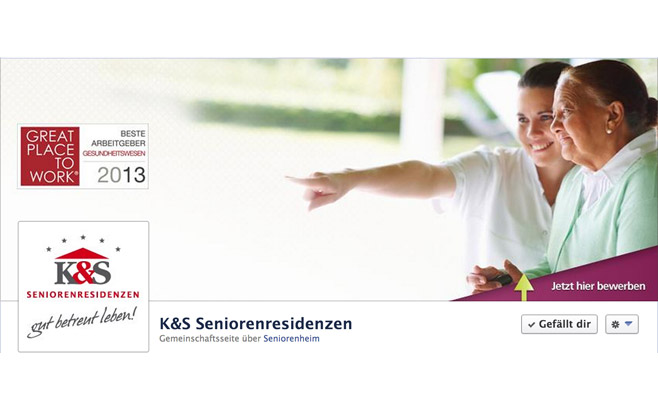 GREAT
PLACE
TO
WORK®
BESTE
ARBEITGEBER
GESUNDHEITSWESEN
2013
Jetzt hier bewerben
K&S
SENIORENRESIDENZEN
gut betreut leben!
K&S Seniorenresidenzen
Gemeinschaftsseite über Seniorenheim
Gefällt dir